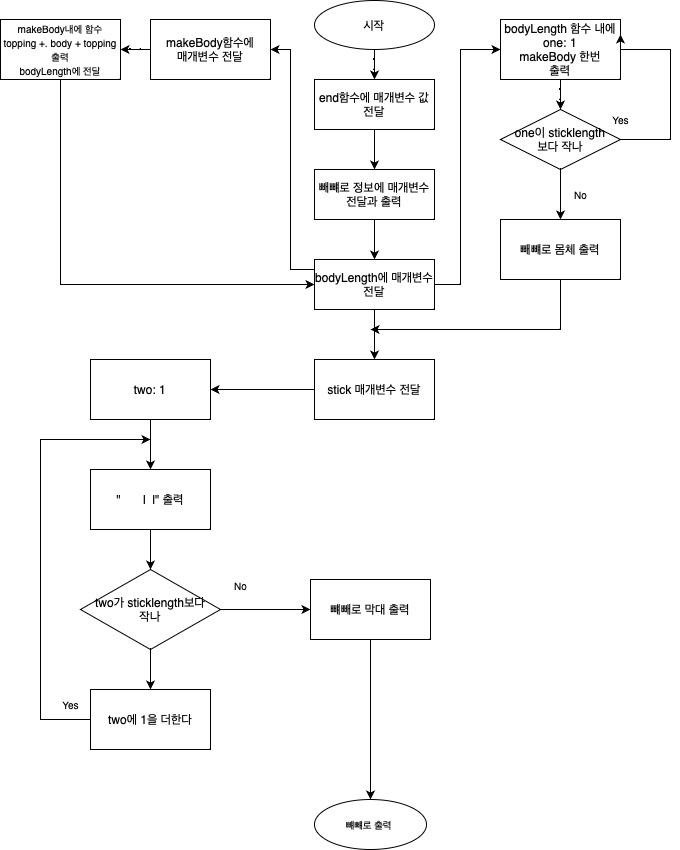 시작
makeBody내에 함수
topping +. body + topping
출력
bodyLength에 전달
makeBody함수에
매개변수 전달
end함수에 매개변수 값
전달
빼빼로 정보에 매개변수
전달과 출력
bodyLength에 매개변수
전달
bodyLength 함수 내에
one: 1
makeBody 한번
출력
Yes
one이 sticklength
보다 작나
No
빼빼로 몸체 출력
stick 매개변수 전달
two: 1
" ㅣㅣ" 출력
two가 sticklength보다
작나
No
빼빼로 막대 출력
Yes
two에 1을 더한다
빼빼로 출력